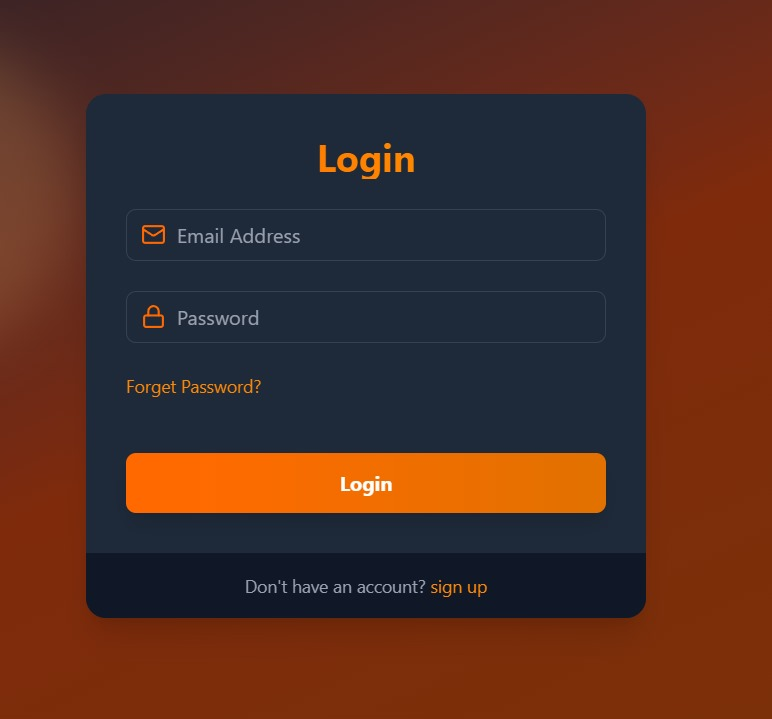 Login
Email Address
Password
Forget Password?
Login
Don't have an account? sign up